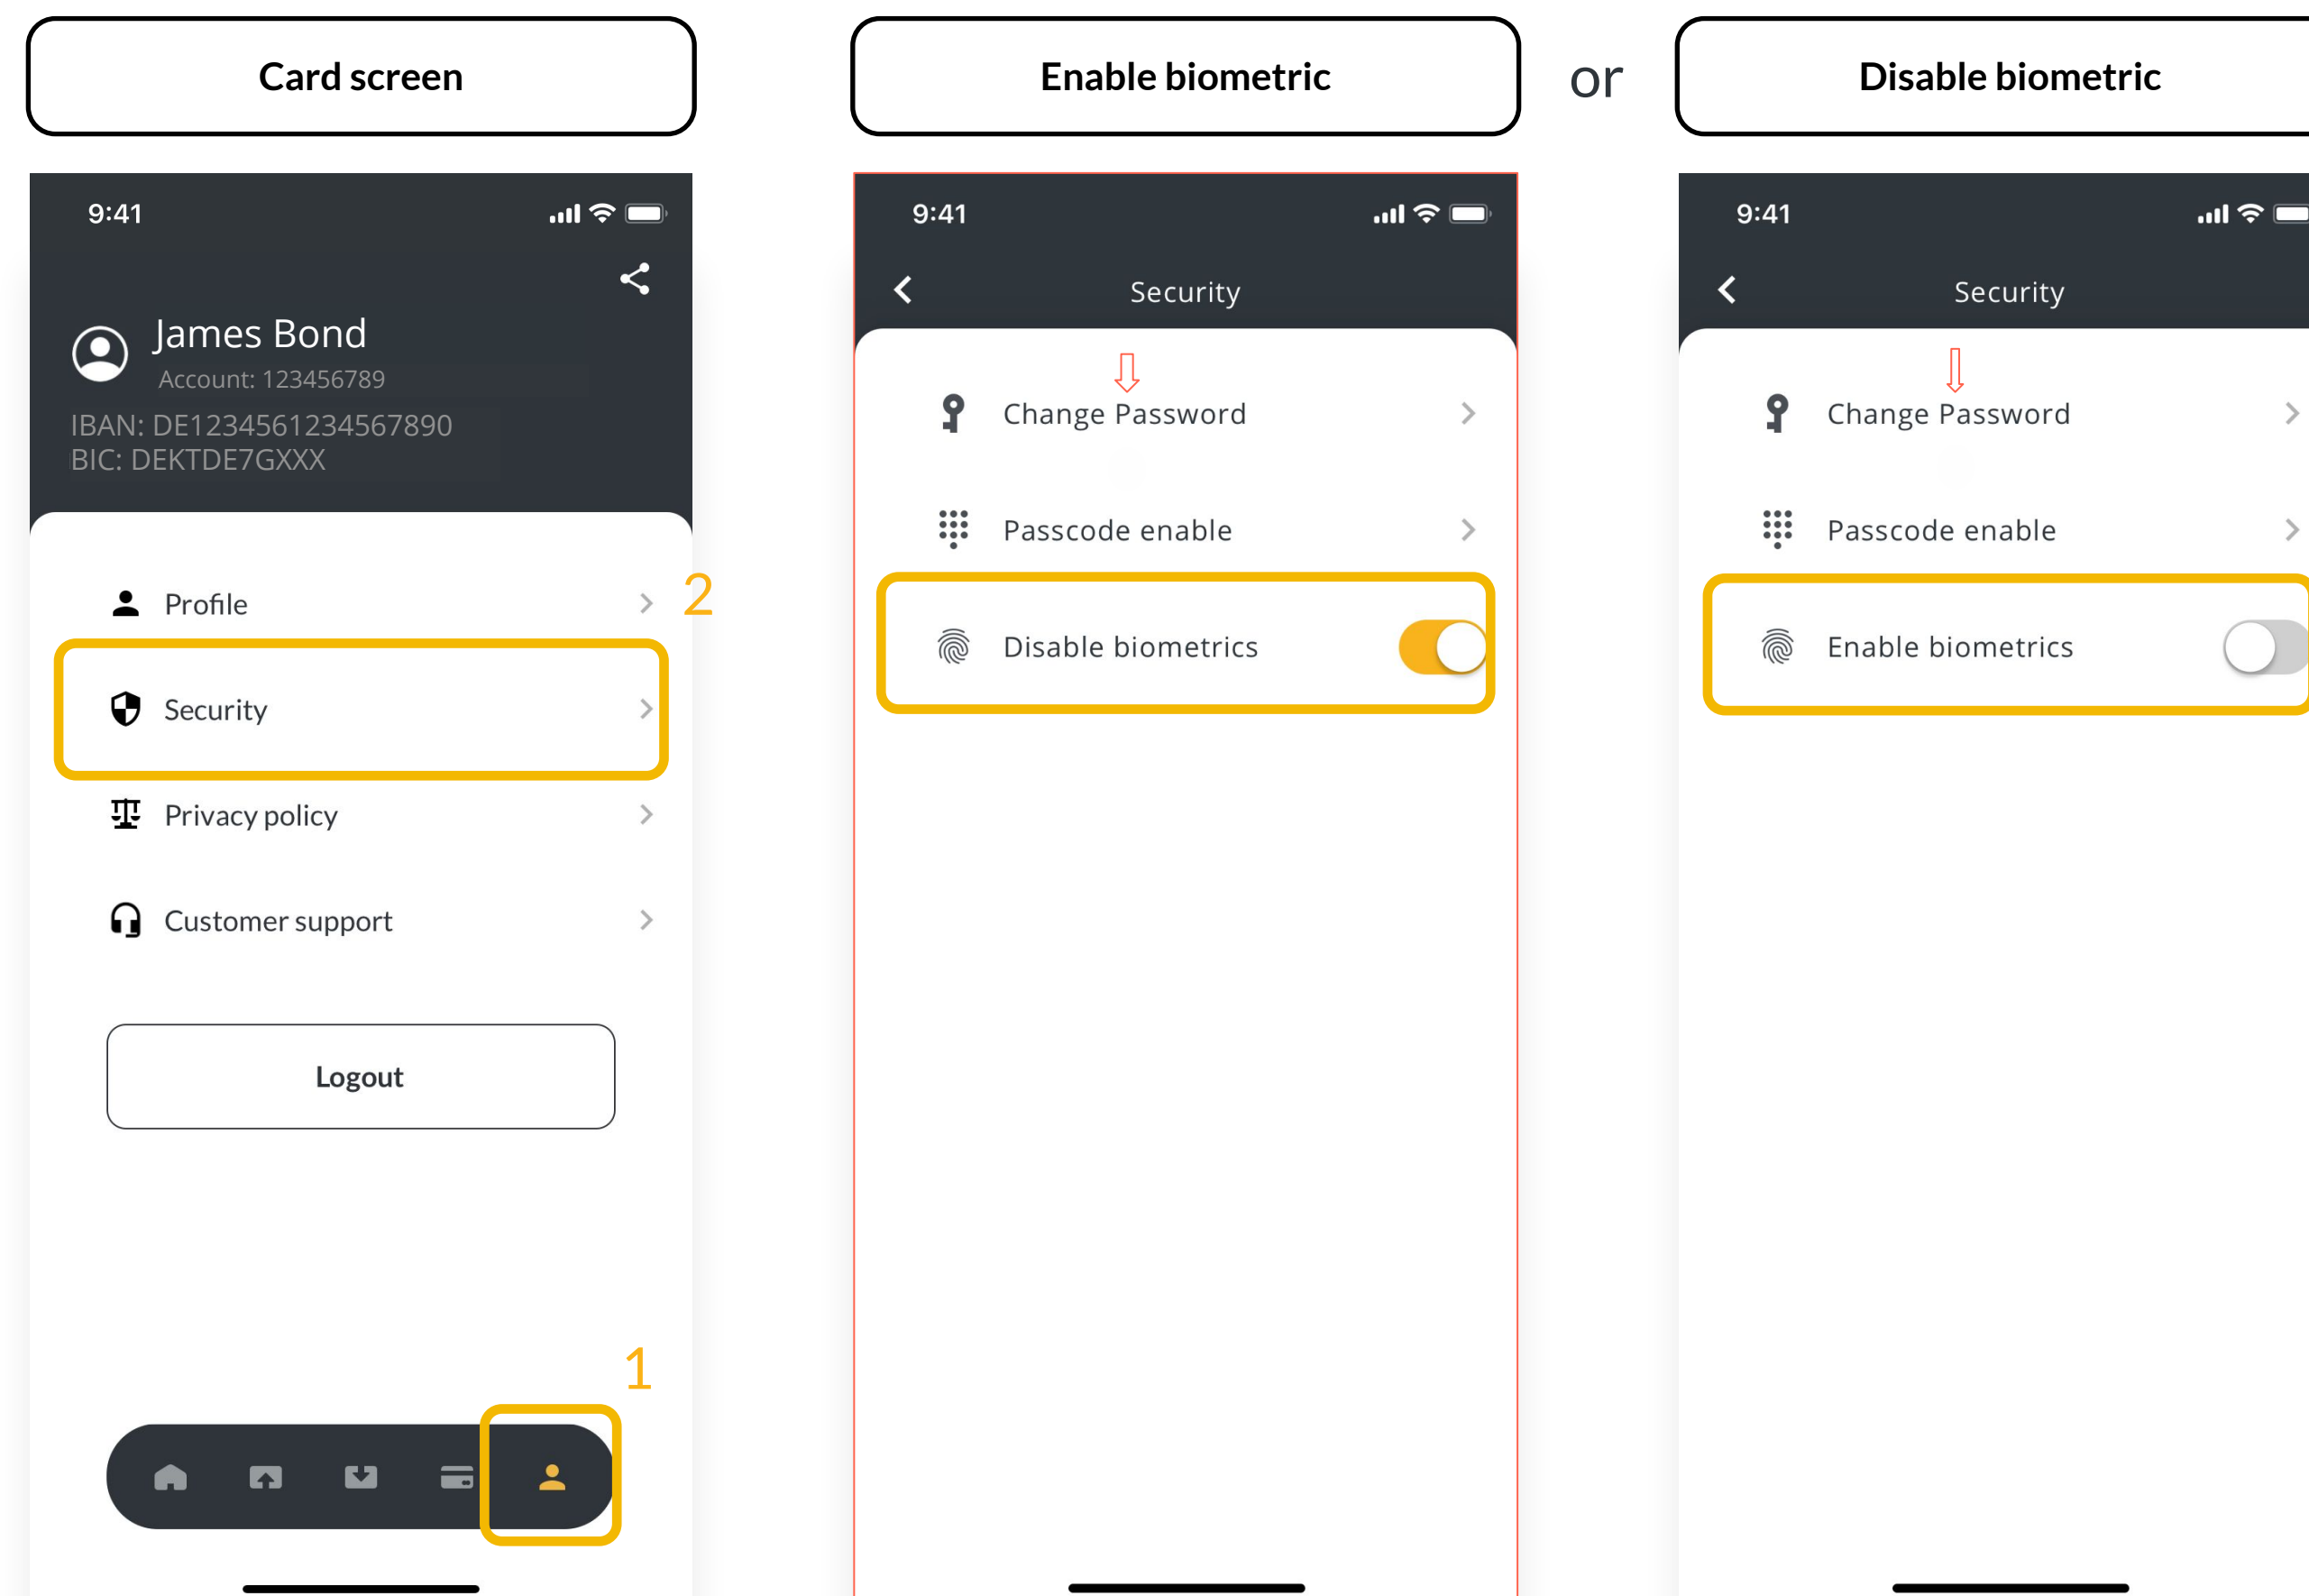 Card screen
Enable biometric
or
Disable biometric
9:41
James Bond
Account: 123456789
IBAN: DE1234561234567890
BIC: DEKTDE7GXXX
Profile
2
Security
Privacy policy
Customer support
Logout
1
9:41
Security
Change Password
Passcode enable
Disable biometrics
9:41
Security
Change Password
Passcode enable
Enable biometrics